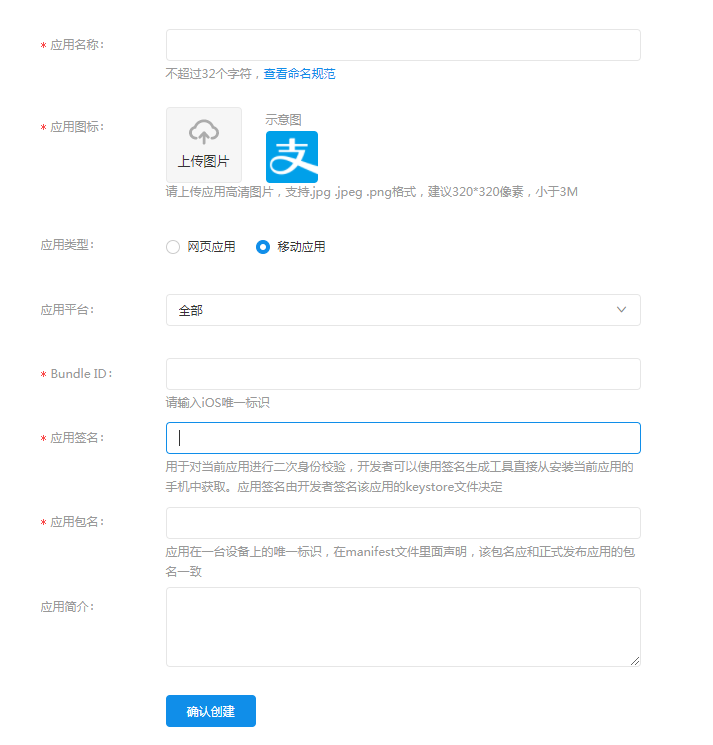 * 应用名称：
不超过32个字符，查看命名规范
* 应用图标：
上传图片
示意图
支
请上传应用高清图片，支持.jpg .jpeg .png格式，建议320*320像素，小于3M
应用类型：
网页应用 移动应用
应用平台：
全部
* Bundle ID：
请输入iOS唯一标识
* 应用签名：
用于对当前应用进行二次身份校验，开发者可以使用签名生成工具直接从安装当前应用的
手机中获取。应用签名由开发者签名该应用的keystore文件决定
* 应用包名：
应用在一台设备上的唯一标识，在manifest文件里面声明，该包名应和正式发布应用的包
名一致
应用简介：
确认创建